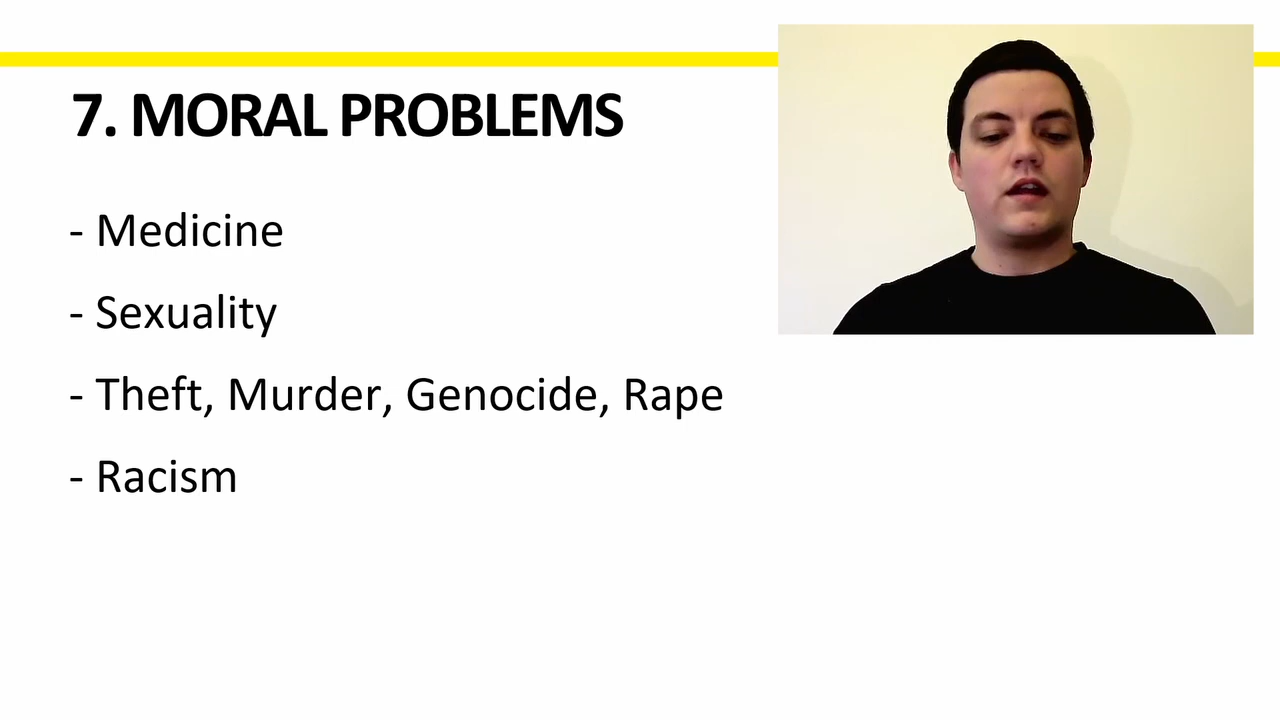 7. MORAL PROBLEMS
- Medicine
- Sexuality
- Theft, Murder, Genocide, Rape
- Racism